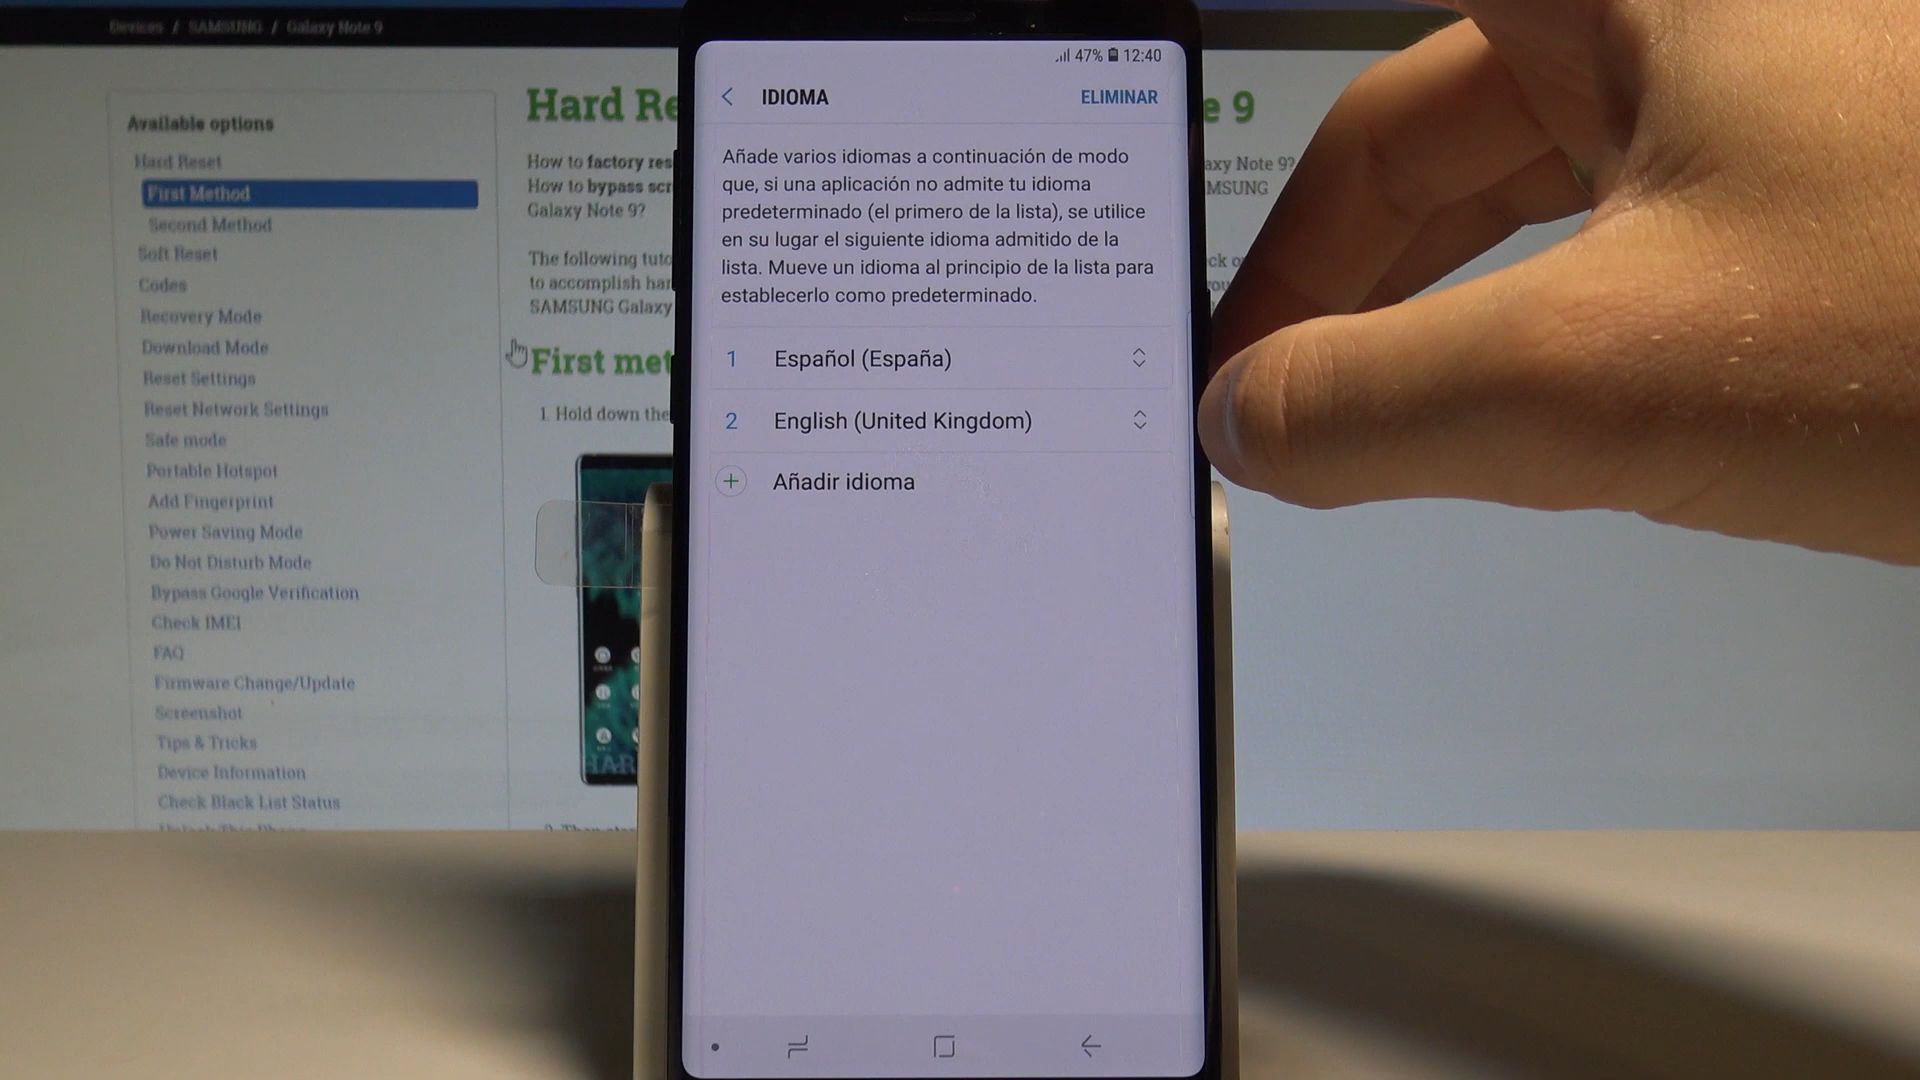 Devices / SAMSUNG / Galaxy Note 9
Available options
Hard Reset
First Method
Second Method
Soft Reset
Codes
Recovery Mode
Download Mode
Reset Settings
Reset Network Settings
Safe mode
Portable Hotspot
Add Fingerprint
Power Saving Mode
Do Not Disturb Mode
Bypass Google Verification
Check IMEI
FAQ
Firmware Change/Update
Screenshot
Tips & Tricks
Device Information
Check Black List Status
Hard Re
e 9
How to factory res
axy Note 9?
How to bypass scr
MSUNG
Galaxy Note 9?
The following tuto
ck o
to accomplish har
SAMSUNG Galaxy
First met
1. Hold down the
HAR
47% 12:40
IDIOMA
ELIMINAR
Añade varios idiomas a continuación de modo
que, si una aplicación no admite tu idioma
predeterminado (el primero de la lista), se utilice
en su lugar el siguiente idioma admitido de la
lista. Mueve un idioma al principio de la lista para
establecerlo como predeterminado.
1 Español (España)
2 English (United Kingdom)
+ Añadir idioma